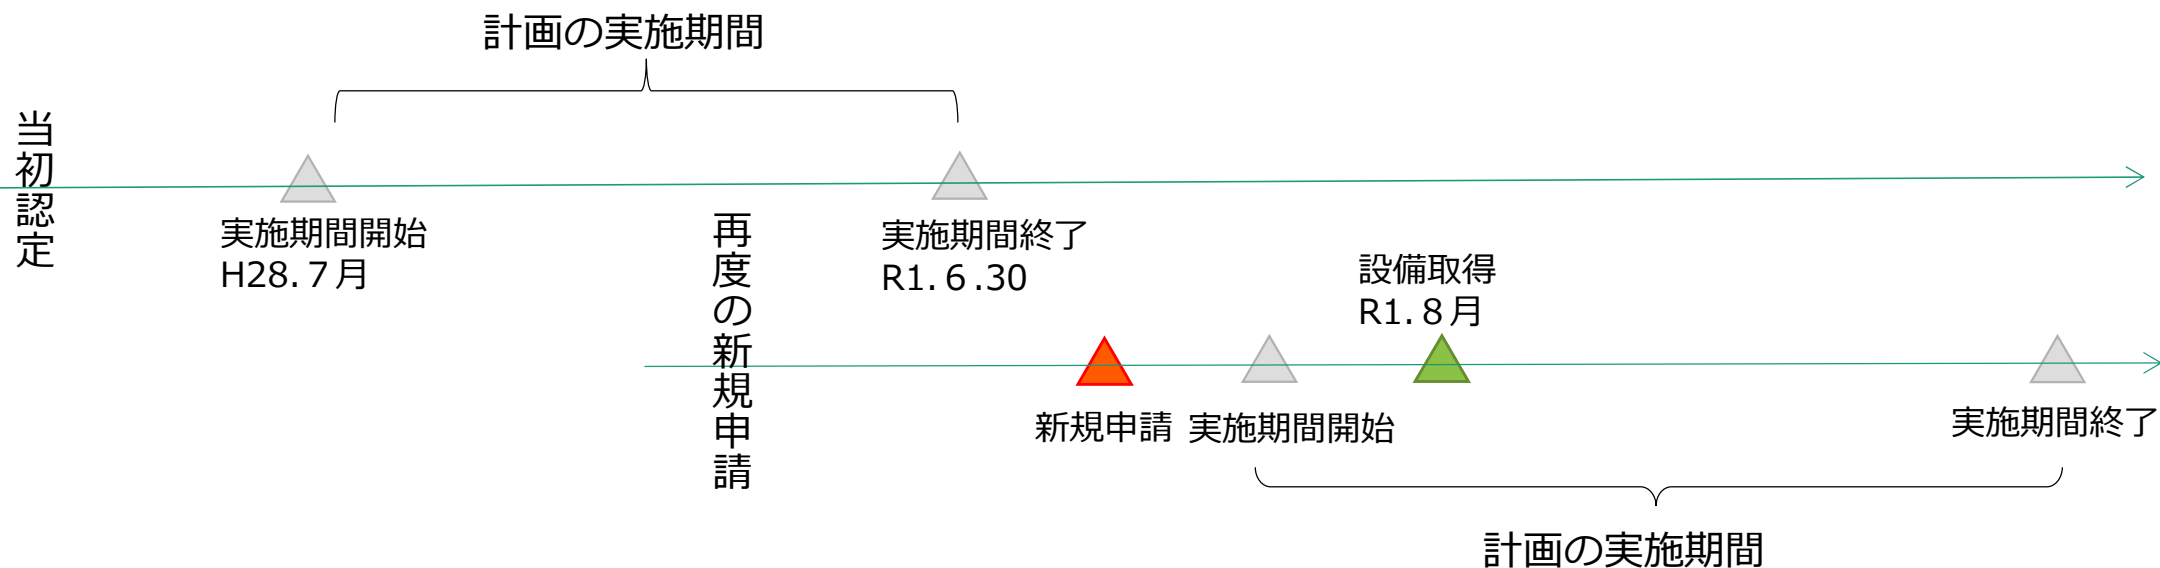 計画の実施期間
当初認定
実施期間開始
H28.７月
実施期間終了
R1.６.30
再度の新規申請
設備取得
R1.８月
新規申請
実施期間開始
実施期間終了
計画の実施期間